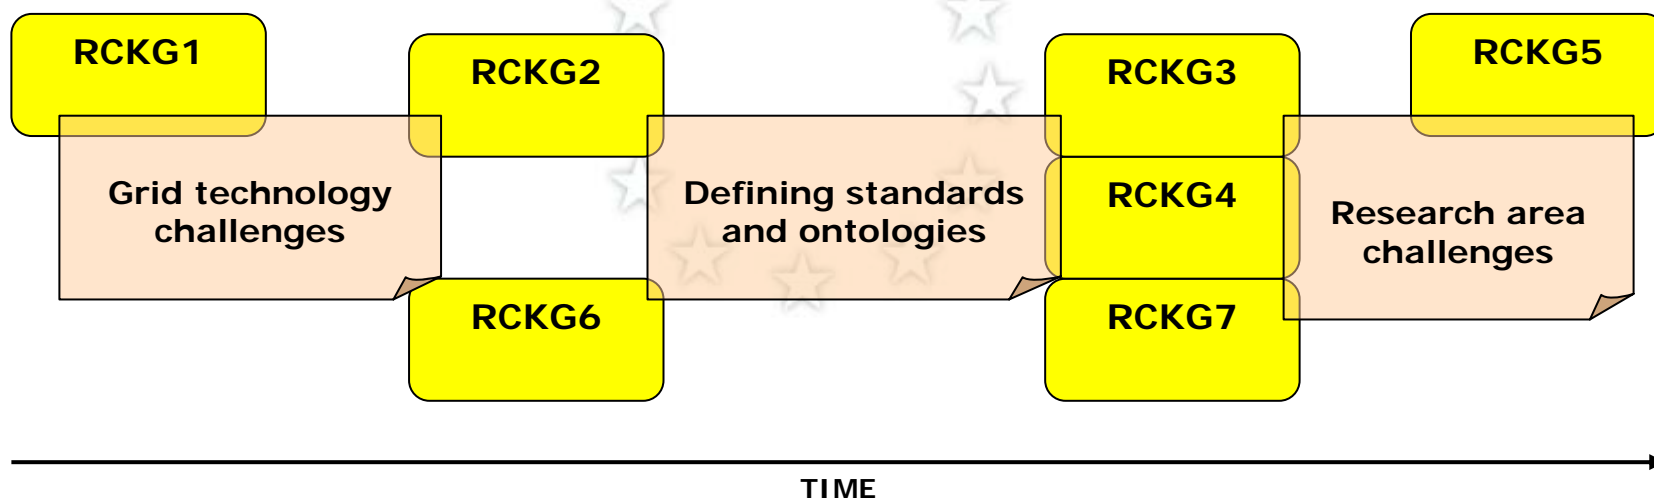 RCKG1
RCKG2
RCKG3
RCKG5
Grid technology
challenges
Defining standards
and ontologies
RCKG4
Research area
challenges
RCKG6
RCKG7
TIME